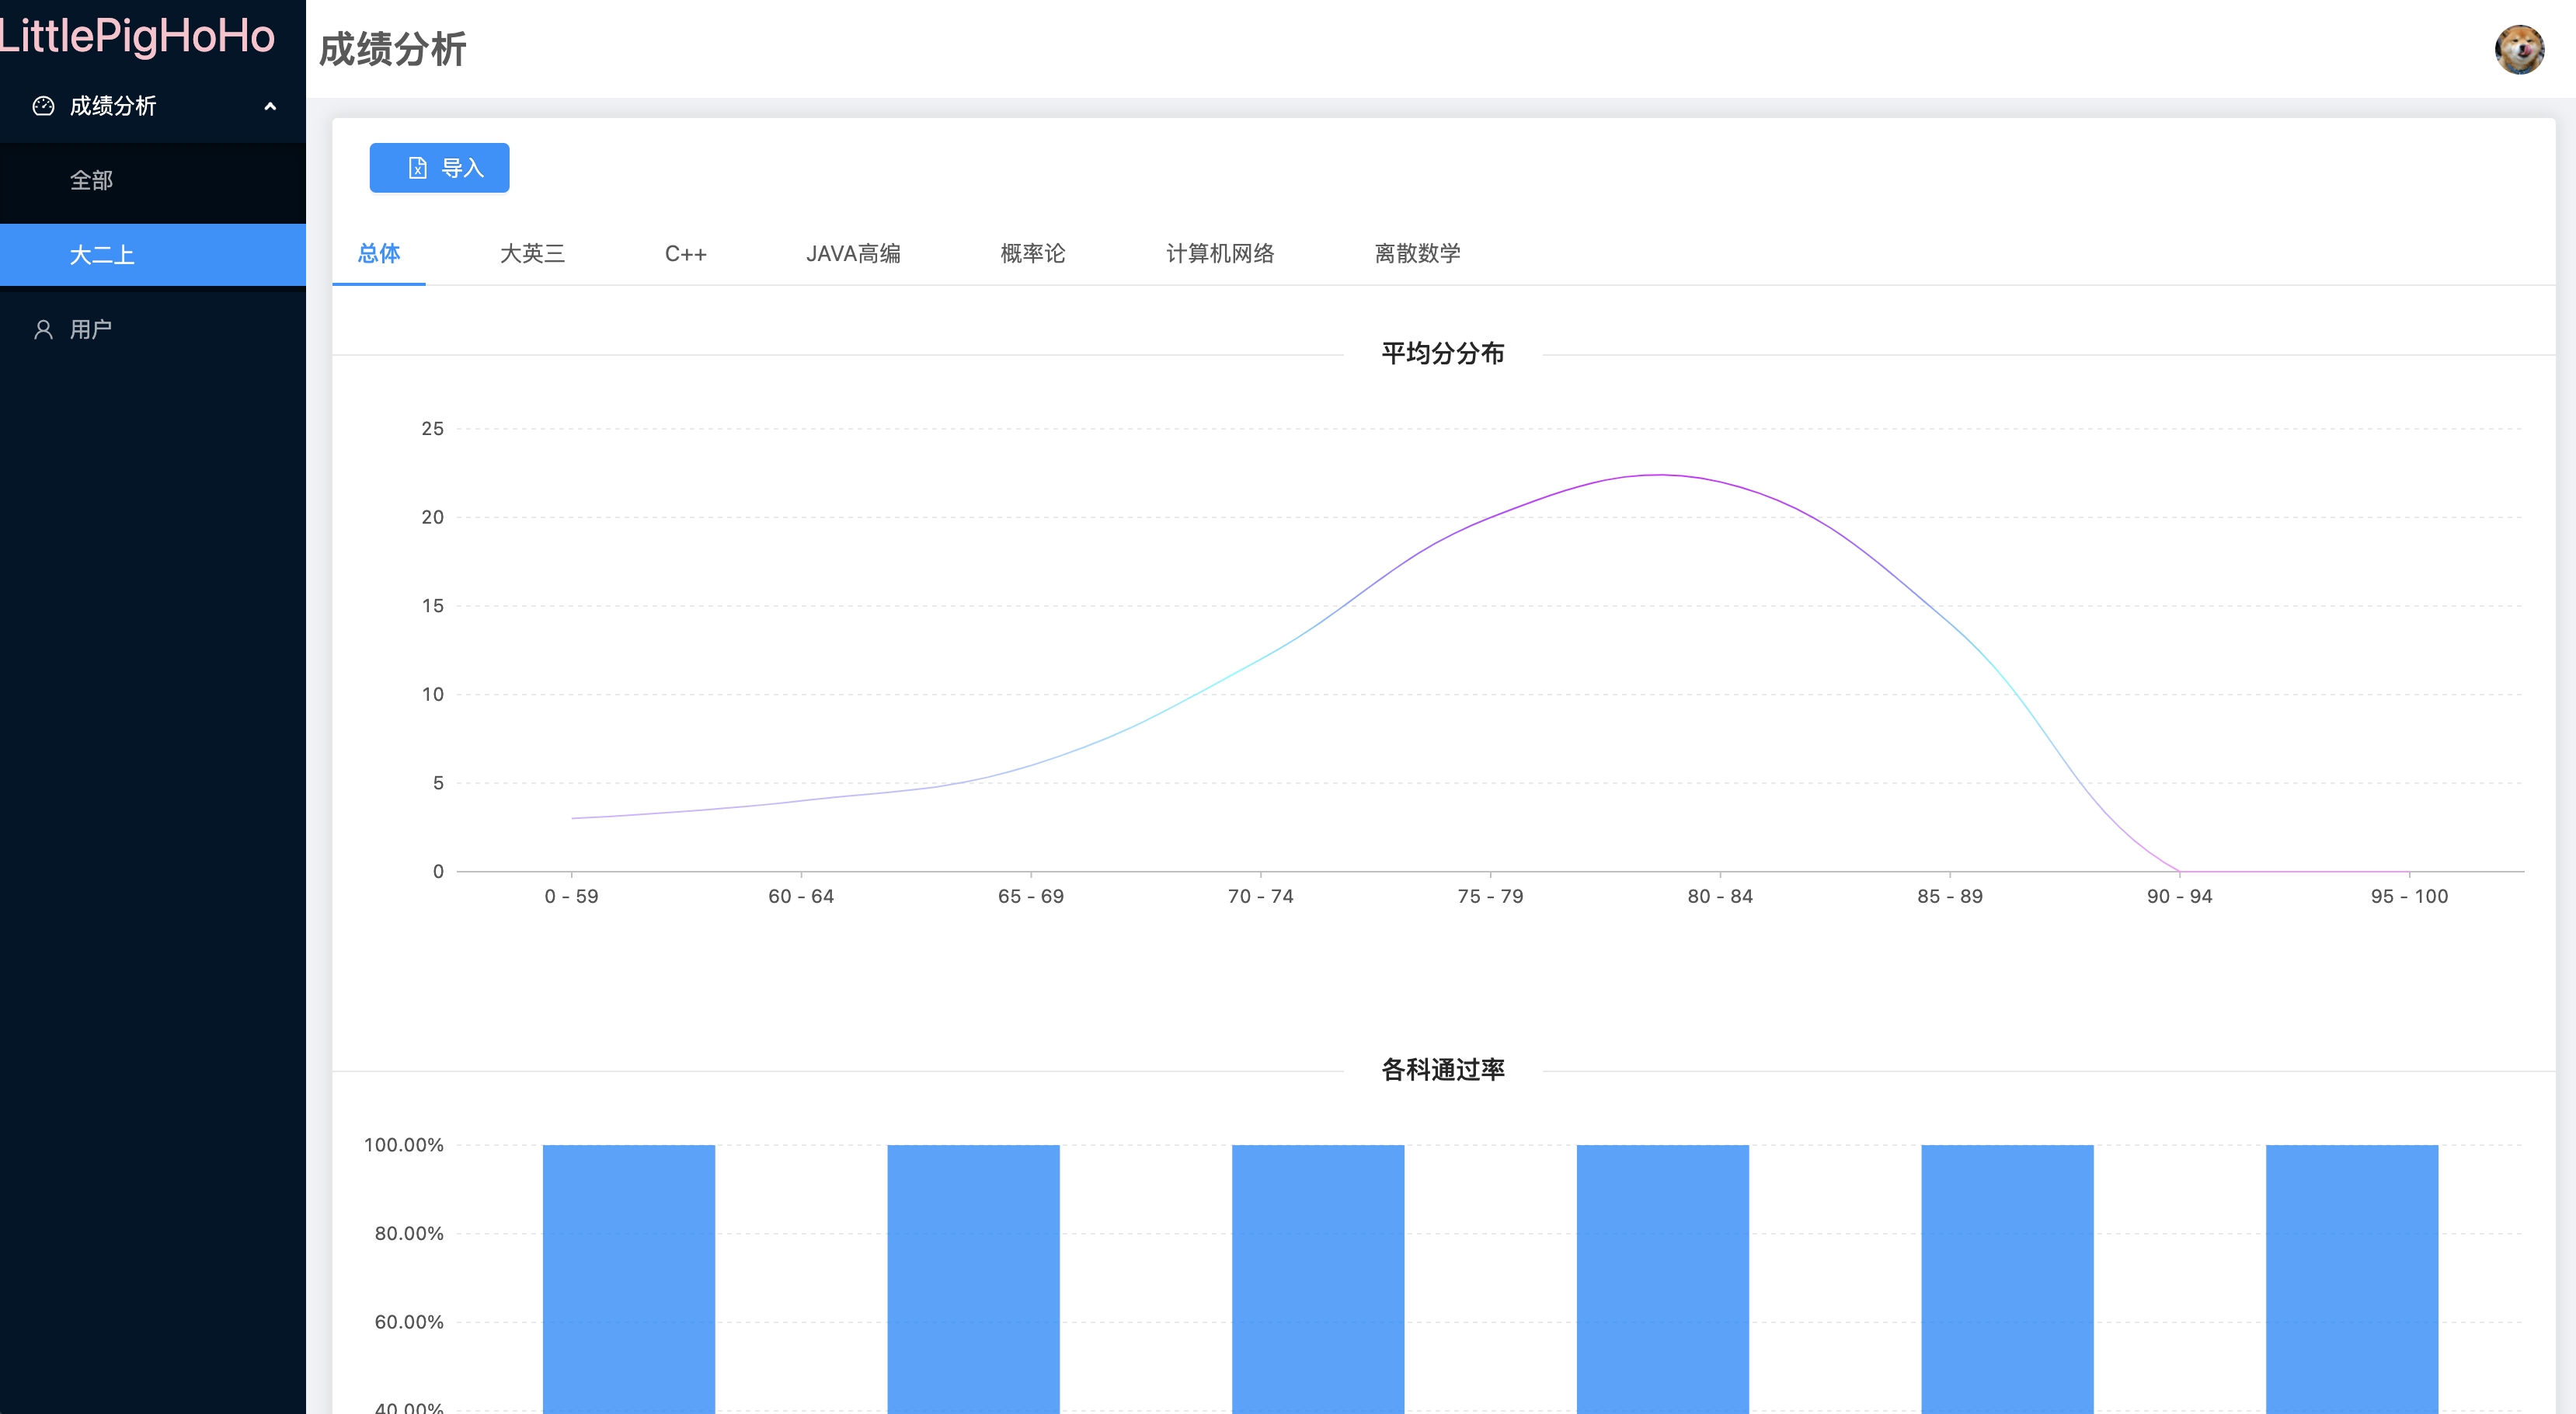 LittlePigHoHo
成绩分析
全部
大二上
用户
成绩分析
导入
总体 大英三 C++ JAVA高编 概率论 计算机网络 离散数学
平均分分布
25
20
15
10
5
0
0 - 59 60 - 64 65 - 69 70 - 74 75 - 79 80 - 84 85 - 89 90 - 94 95 - 100
各科通过率
100.00%
80.00%
60.00%
40.00%